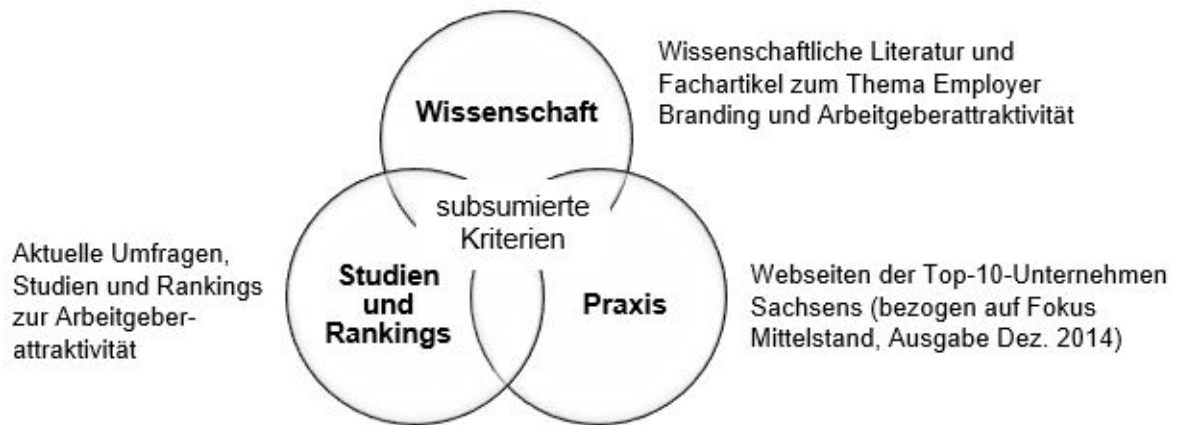 Wissenschaft
Wissenschaftliche Literatur und
Fachartikel zum Thema Employer
Branding und Arbeitgeberattraktivität
subsumierte
Kriterien
Aktuelle Umfragen,
Studien und Rankings
zur Arbeitgeber-
attraktivität
Studien
und
Rankings
Praxis
Webseiten der Top-10-Unternehmen
Sachsens (bezogen auf Fokus
Mittelstand, Ausgabe Dez. 2014)